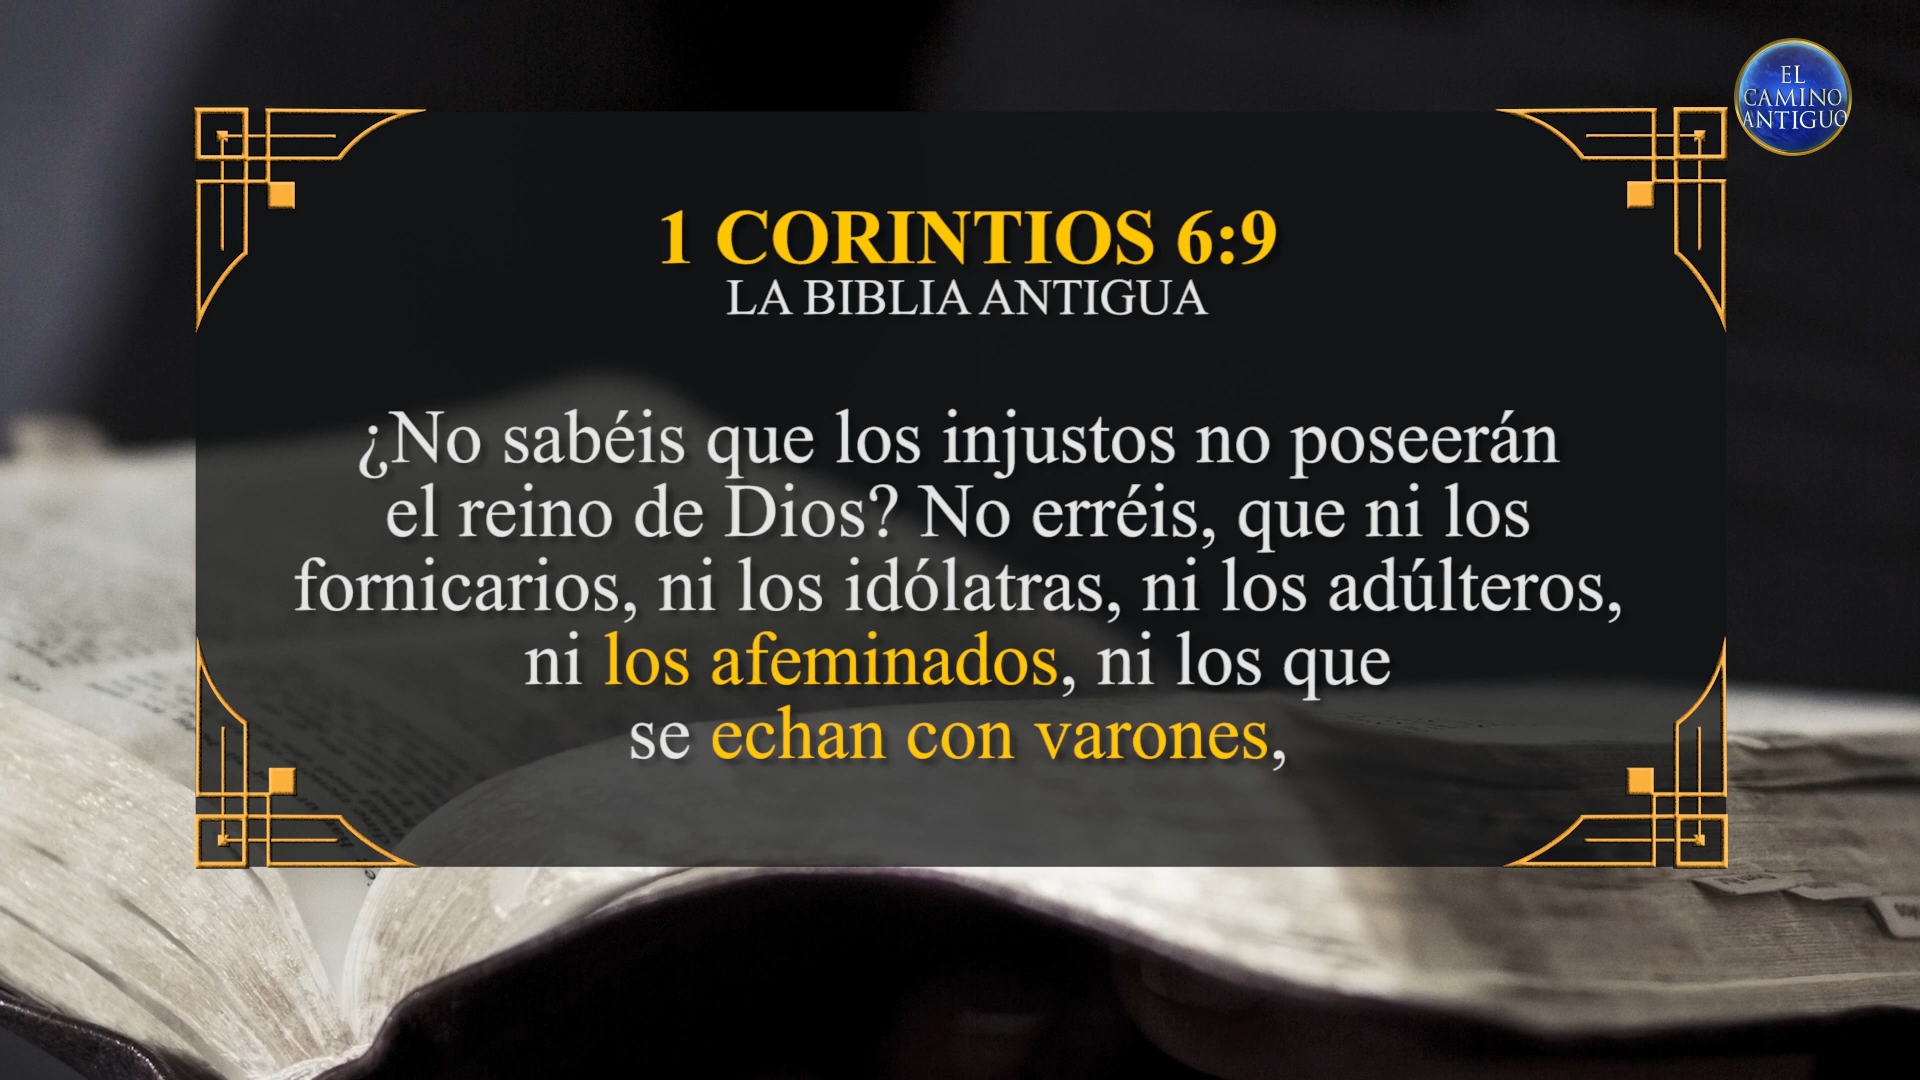 EL
CAMINO
ANTIGUO
1 CORINTIOS 6:9
LA BIBLIA ANTIGUA
¿No sabéis que los injustos no poseerán
el reino de Dios? No erréis, que ni los
fornicarios, ni los idólatras, ni los adúlteros,
ni los afeminados, ni los que
se echan con varones,